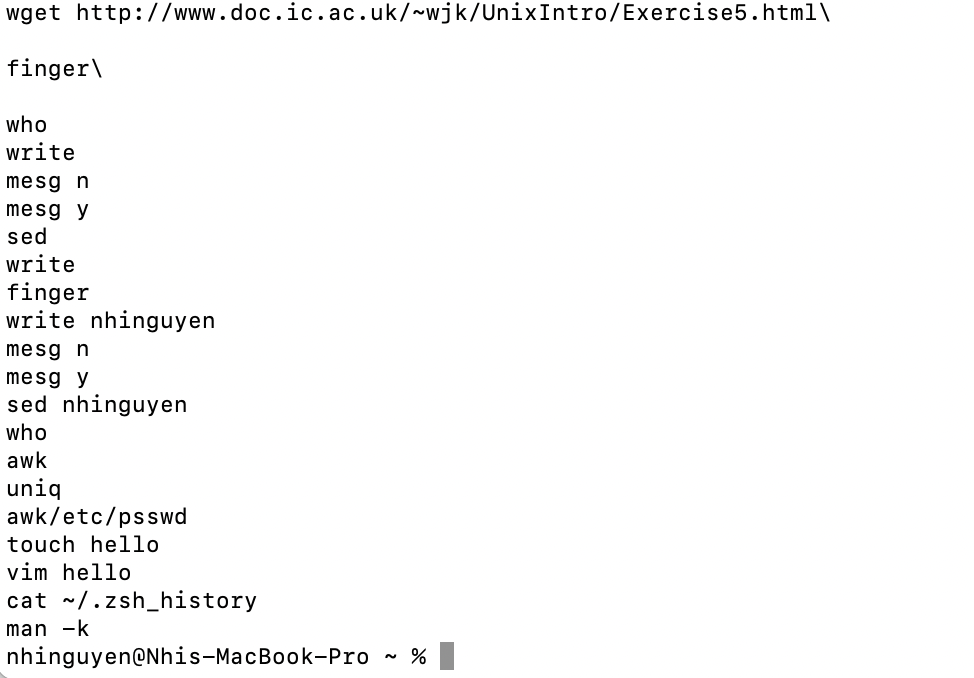 wget http://www.doc.ic.ac.uk/~wjk/UnixIntro/Exercise5.html\
finger\
who
write
mesg n
mesg y
sed
write
finger
write nhinguyen
mesg n
mesg y
sed nhinguyen
who
awk
uniq
awk/etc/psswd
touch hello
vim hello
cat ~/.zsh_history
man -k
nhinguyen@Nhis-MacBook-Pro ~ %